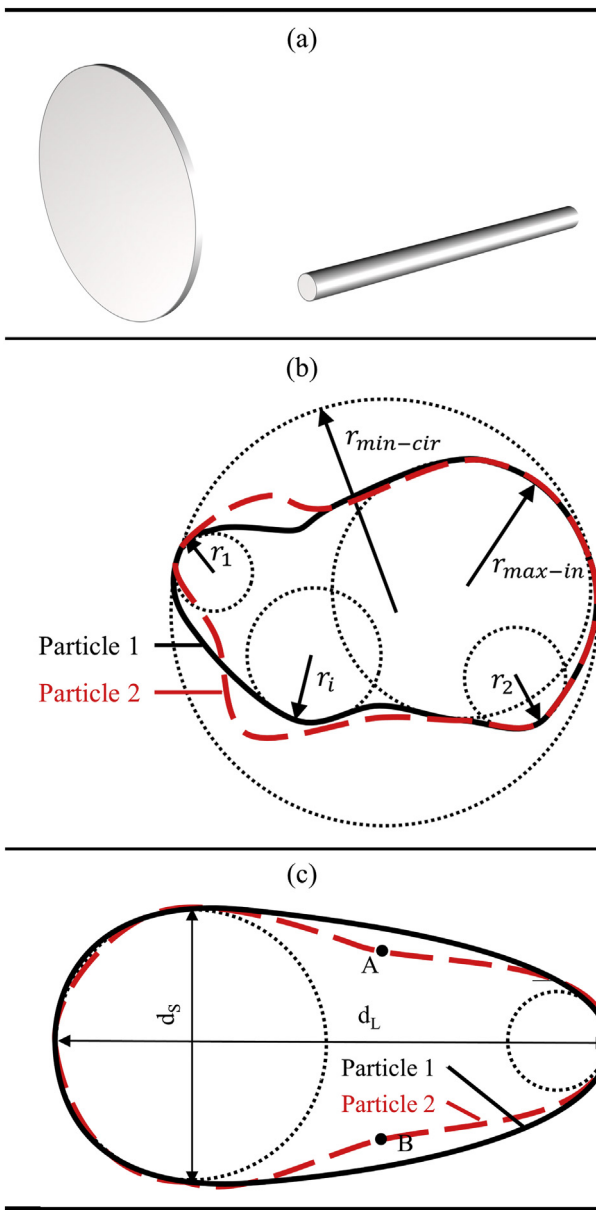 (a)
(b)
r_{min-cir}
r_1
r_{max-in}
Particle 1
r_i
r_2
Particle 2
(c)
A
d_S
d_L
Particle 1
Particle 2
B